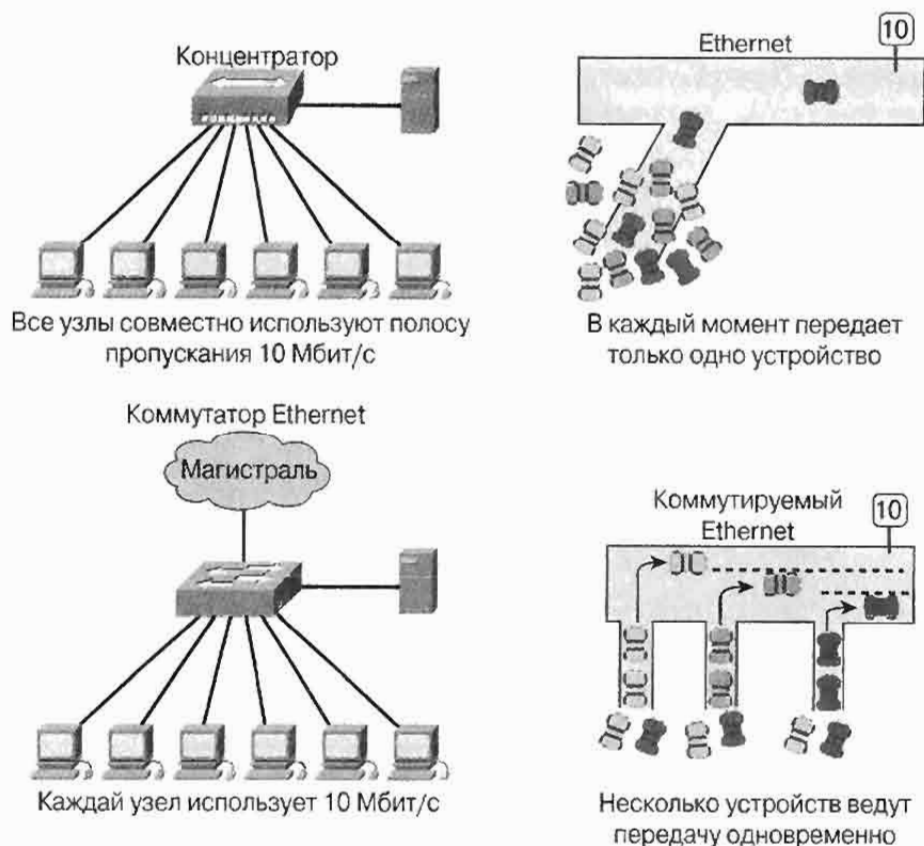 Концентратор
Ethernet
10
Все узлы совместно используют полосу
пропускания 10 Мбит/с
В каждый момент передает
только одно устройство
Коммутатор Ethernet
Магистраль
Коммутируемый
Ethernet
10
Каждай узел использует 10 Мбит/с
Несколько устройств ведут
передачу одновременно